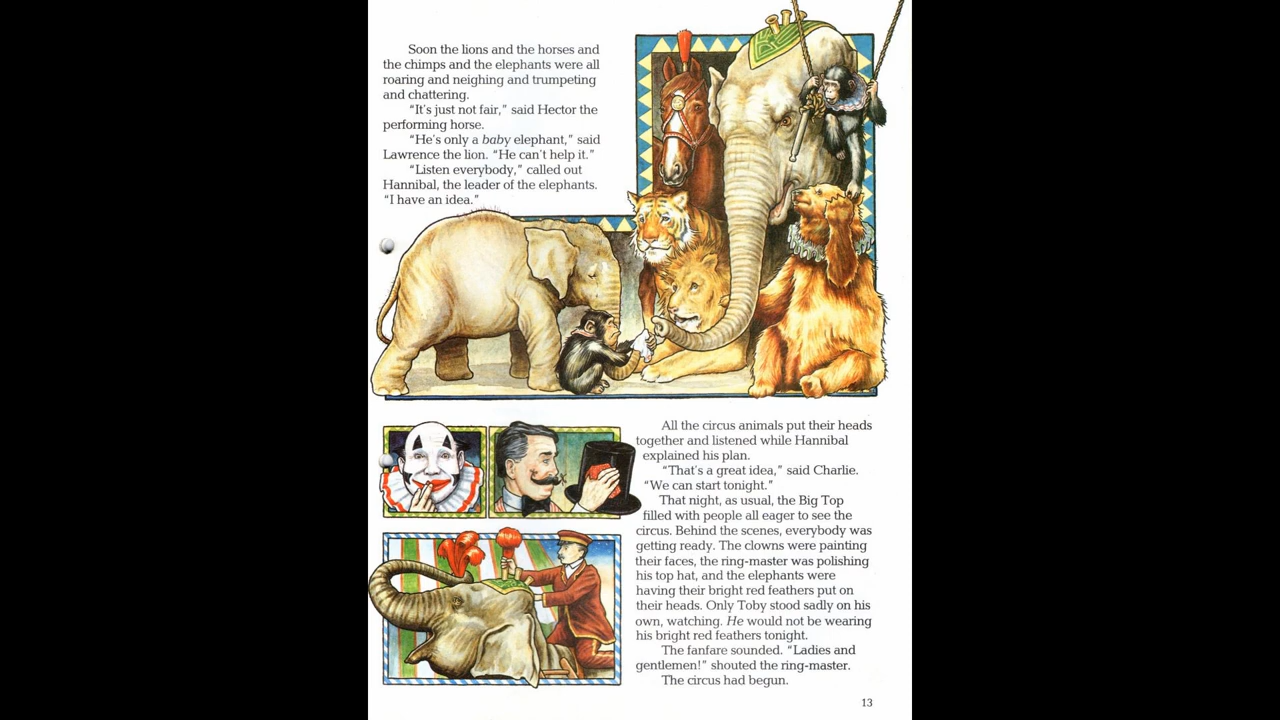 Soon the lions and the horses and
the chimps and the elephants were all
roaring and neighing and trumpeting
and chattering.
“It's just not fair,” said Hector the
performing horse.
“He's only a baby elephant,” said
Lawrence the lion. “He can't help it.”
“Listen everybody,” called out
Hannibal, the leader of the elephants.
“I have an idea.”
All the circus animals put their heads
together and listened while Hannibal
explained his plan.
“That's a great idea,” said Charlie.
“We can start tonight.”
That night, as usual, the Big Top
filled with people all eager to see the
circus. Behind the scenes, everybody was
getting ready. The clowns were painting
their faces, the ring-master was polishing
his top hat, and the elephants were
having their bright red feathers put on
their heads. Only Toby stood sadly on his
own, watching. He would not be wearing
his bright red feathers tonight.
The fanfare sounded. “Ladies and
gentlemen!” shouted the ring-master.
The circus had begun.
13